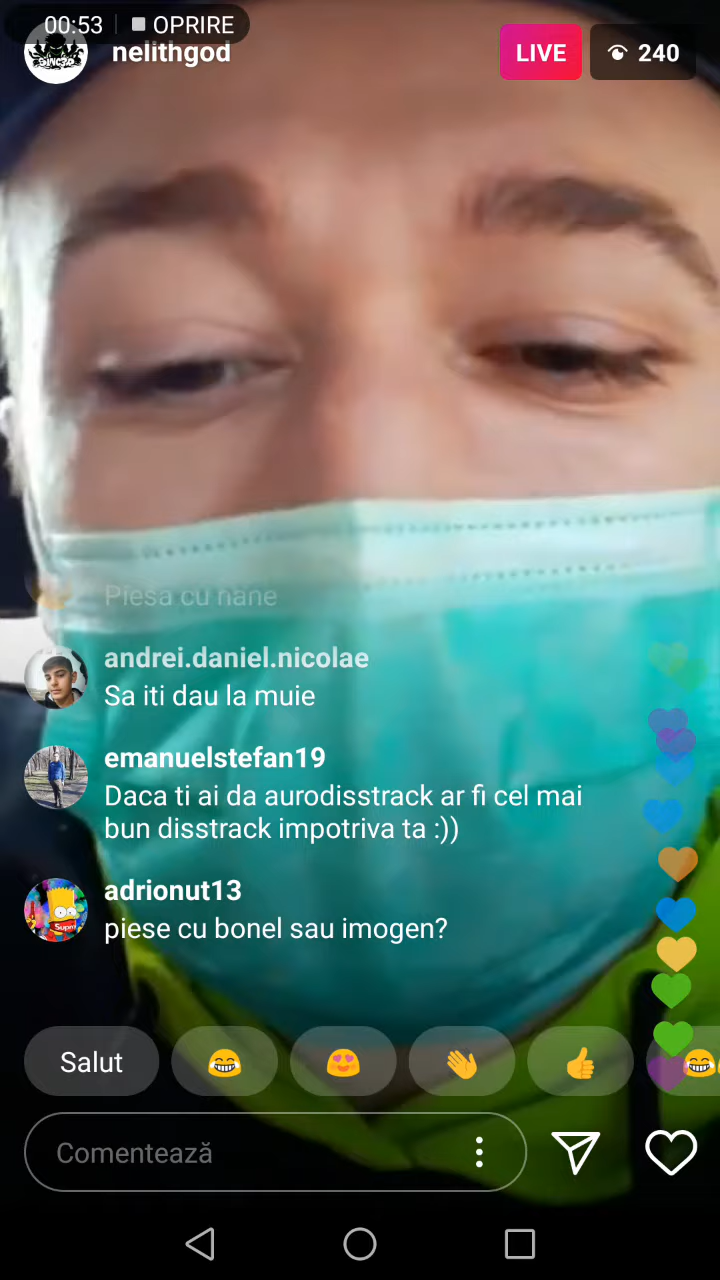 00:53 OPRIRE
nelithgod
LIVE
240
Piesa cu nane
andrei.daniel.nicolae
Sa iti dau la muie
emanuelstefan19
Daca ti ai da aurodisstrack ar fi cel mai
bun disstrack impotriva ta :))
adrionut13
piese cu bonel sau imogen?
Salut
Comentează